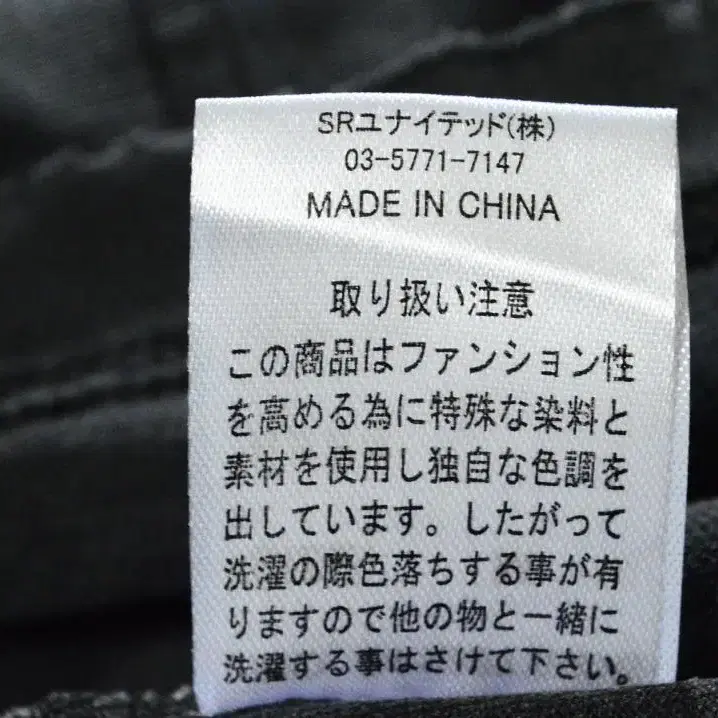 SRユナイテッド(株)
03-5771-7147
MADE IN CHINA
取り扱い注意
この商品はファンション性
を高める為に特殊な染料と
素材を使用し独自な色調を
出しています。したがって
洗濯の際色落ちする事が有
りますので他の物と一緒に
洗濯する事はさけて下さい。